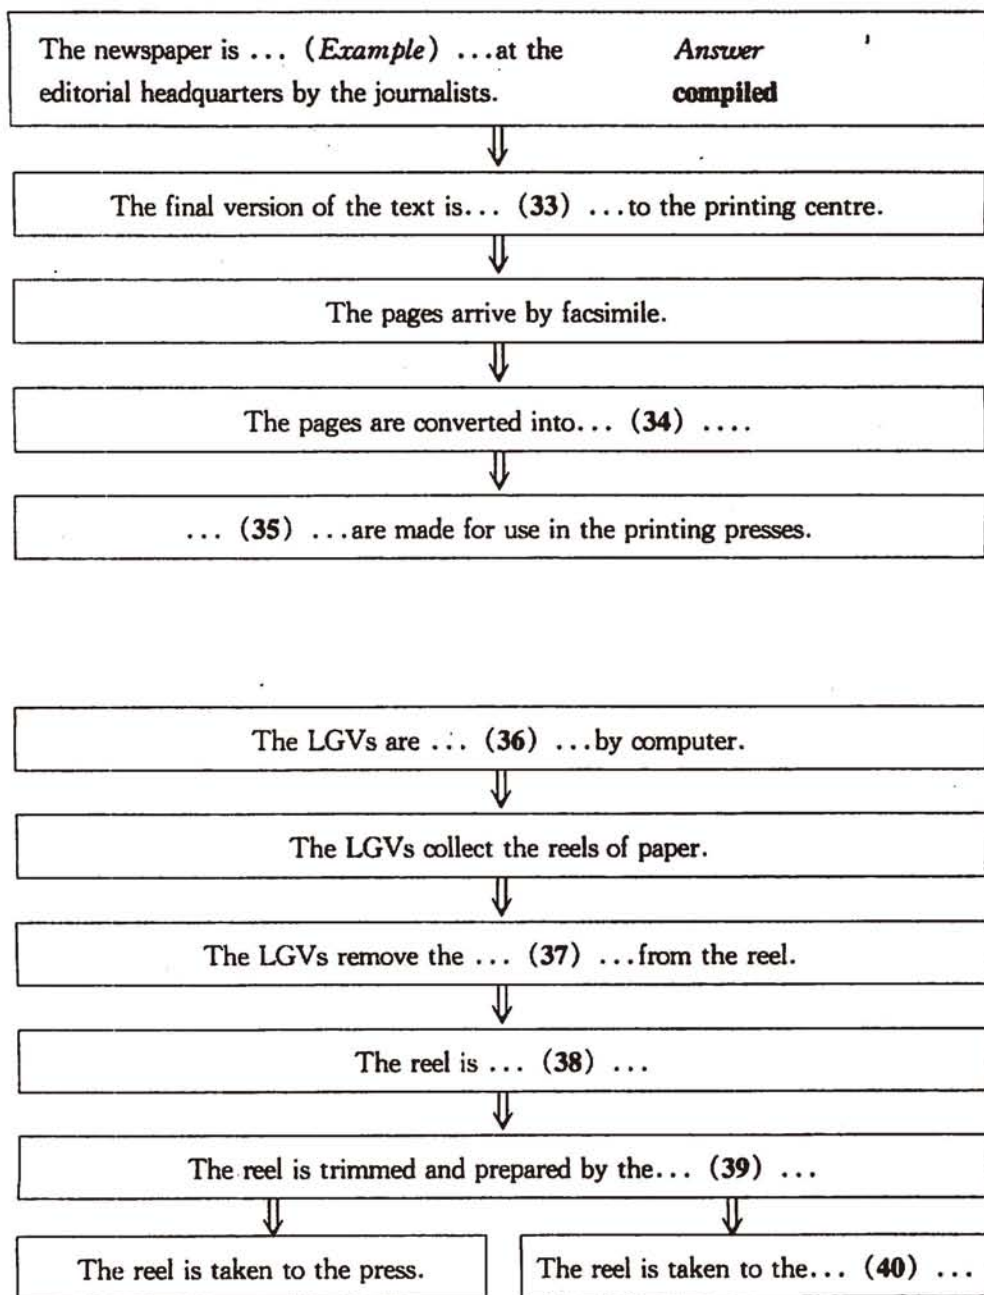 The newspaper is ... (Example) ...at the Answer
editorial headquarters by the journalists. compiled
The final version of the text is... (33) ...to the printing centre.
The pages arrive by facsimile.
The pages are converted into... (34) ....
... (35) ...are made for use in the printing presses.
The LGVs are ... (36) ...by computer.
The LGVs collect the reels of paper.
The LGVs remove the ... (37) ...from the reel.
The reel is ... (38) ...
The reel is trimmed and prepared by the... (39) ...
The reel is taken to the press. The reel is taken to the... (40) ...